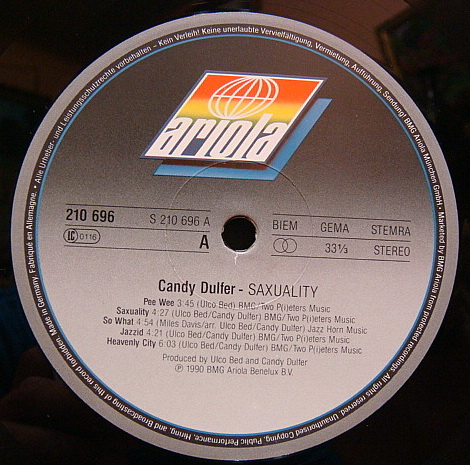 Alle Urheber- und Leistungsschutzrechte vorbehalten – Kein Verleih! Keine unerlaubte Vervielfältigung, Vermietung, Aufführung, Sendung! BMG Ariola München GmbH • Marketed by BMG Ariola
from protected recordings. All rights reserved. Unauthorised Copying, Public Performance, Hiring, and Broadcasting of this record forbidden. Made in Germany. Fabriqué en Allemagne. •
ariola
210 696
S 210 696 A
BIEM
GEMA
STEMRA
LC 0116
A
33⅓
STEREO
Candy Dulfer - SAXUALITY
Pee Wee 3:45 (Ulco Bed) BMG/Two P(i)eters Music
Saxuality 4:27 (Ulco Bed/Candy Dulfer) BMG/Two P(i)eters Music
So What 4:54 (Miles Davis/arr. Ulco Bed/Candy Dulfer) Jazz Horn Music
Jazzid 4:21 (Ulco Bed/Candy Dulfer) BMG/Two P(i)eters Music
Heavenly City 6:03 (Ulco Bed/Candy Dulfer) BMG/Two P(i)eters Music
Produced by Ulco Bed and Candy Dulfer
℗ 1990 BMG Ariola Benelux B.V.